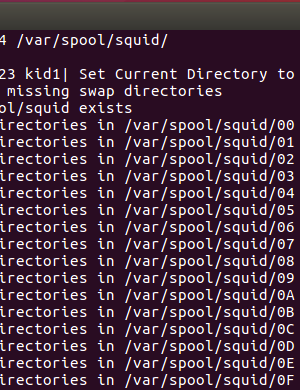 4 /var/spool/squid/
23 kid1| Set Current Directory to
missing swap directories
ol/squid exists
irectories in /var/spool/squid/00
irectories in /var/spool/squid/01
irectories in /var/spool/squid/02
irectories in /var/spool/squid/03
irectories in /var/spool/squid/04
irectories in /var/spool/squid/05
irectories in /var/spool/squid/06
irectories in /var/spool/squid/07
irectories in /var/spool/squid/08
irectories in /var/spool/squid/09
irectories in /var/spool/squid/0A
irectories in /var/spool/squid/0B
irectories in /var/spool/squid/0C
irectories in /var/spool/squid/0D
irectories in /var/spool/squid/0E
irectories in /var/spool/squid/0F